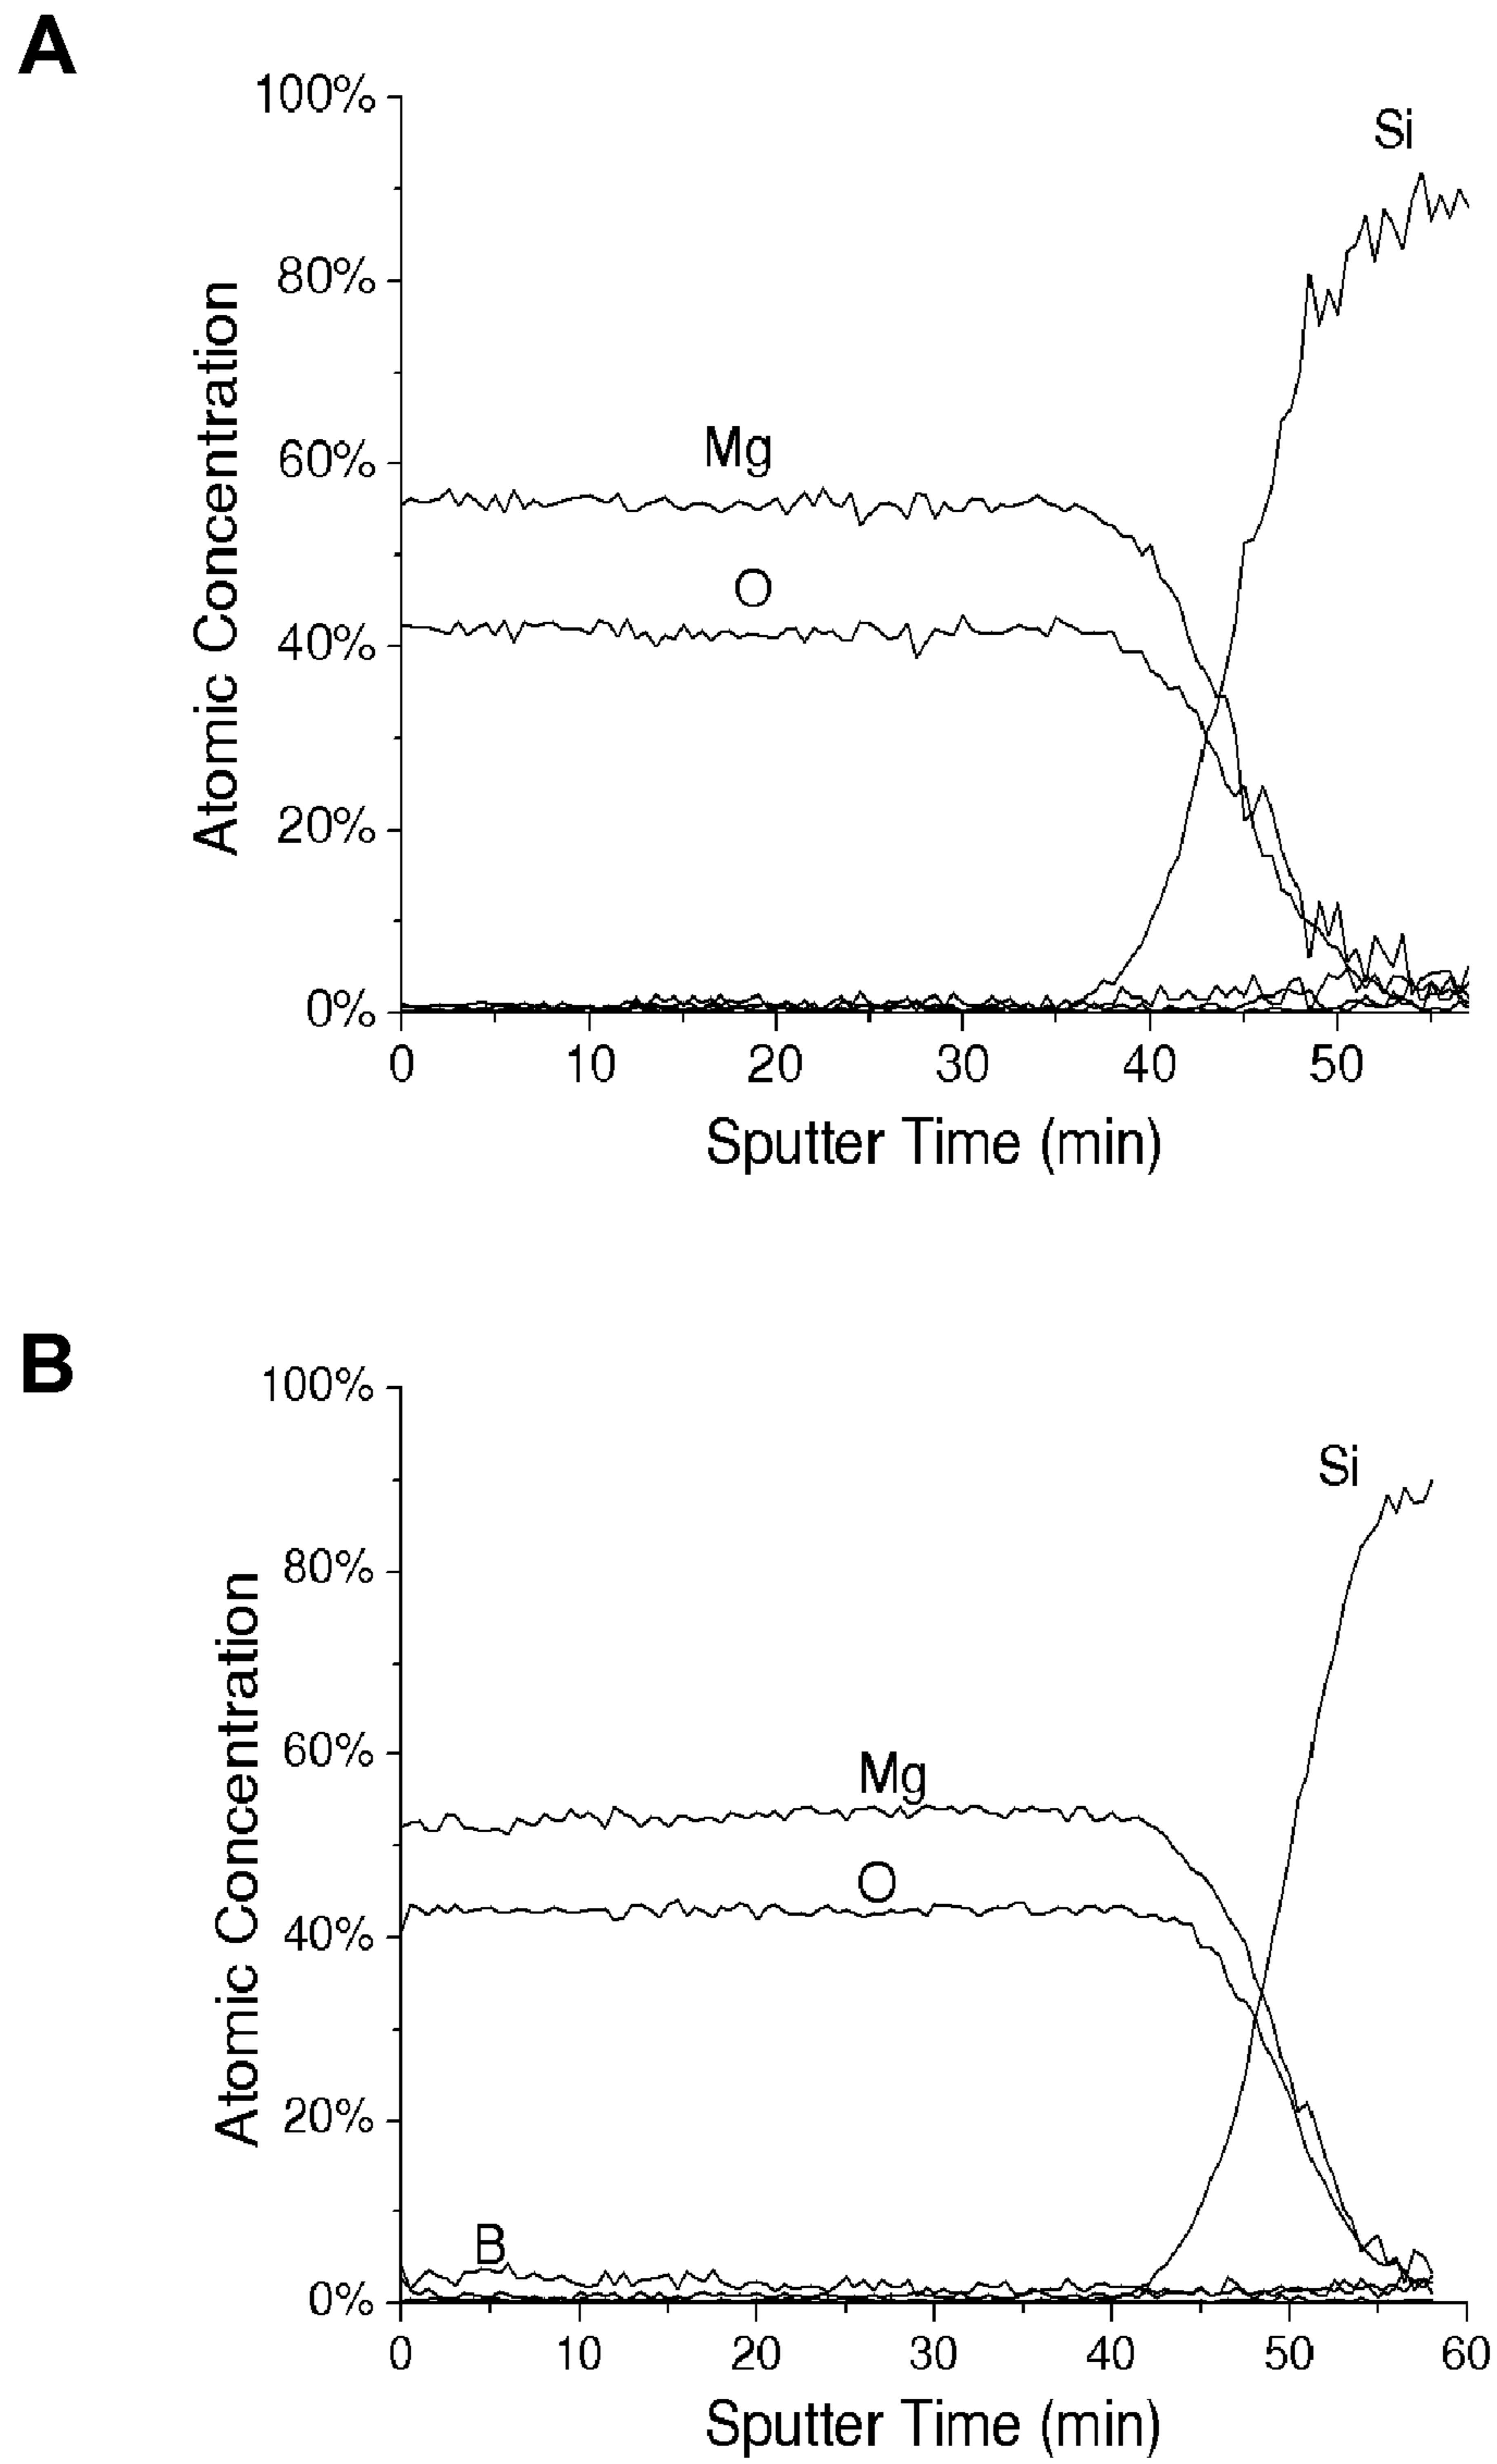 A
100%
Si
80%
Atomic Concentration
60%
Mg
O
40%
20%
0%
0 10 20 30 40 50
Sputter Time (min)
B
100%
Si
80%
Atomic Concentration
60%
Mg
O
40%
20%
B
0%
0 10 20 30 40 50 60
Sputter Time (min)